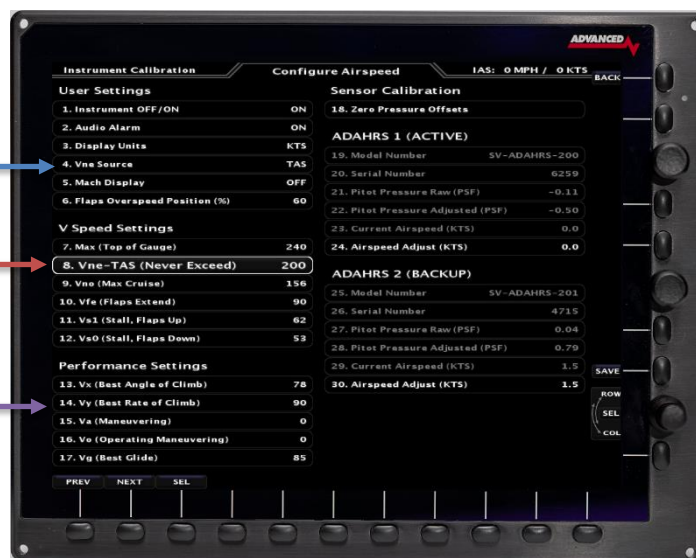 ADVANCED
Instrument Calibration
Configure Airspeed
IAS: 0 MPH / 0 KTS
BACK
User Settings
1. Instrument OFF/ON ON
2. Audio Alarm ON
3. Display Units KTS
4. Vne Source TAS
5. Mach Display OFF
6. Flaps Overspeed Position (%) 60
V Speed Settings
7. Max (Top of Gauge) 240
8. Vne-TAS (Never Exceed) 200
9. Vno (Max Cruise) 156
10. Vfe (Flaps Extend) 90
11. Vs1 (Stall, Flaps Up) 62
12. Vs0 (Stall, Flaps Down) 53
Performance Settings
13. Vx (Best Angle of Climb) 78
14. Vy (Best Rate of Climb) 90
15. Va (Maneuvering) 0
16. Vo (Operating Maneuvering) 0
17. Vg (Best Glide) 85
Sensor Calibration
18. Zero Pressure Offsets
ADAHRS 1 (ACTIVE)
19. Model Number SV-ADAHRS-200
20. Serial Number 6259
21. Pitot Pressure Raw (PSF) -0.11
22. Pitot Pressure Adjusted (PSF) -0.50
23. Current Airspeed (KTS) 0.0
24. Airspeed Adjust (KTS) 0.0
ADAHRS 2 (BACKUP)
25. Model Number SV-ADAHRS-201
26. Serial Number 4715
27. Pitot Pressure Raw (PSF) 0.04
28. Pitot Pressure Adjusted (PSF) 0.79
29. Current Airspeed (KTS) 1.5
30. Airspeed Adjust (KTS) 1.5
SAVE
ROW
SEL
COL
PREV NEXT SEL